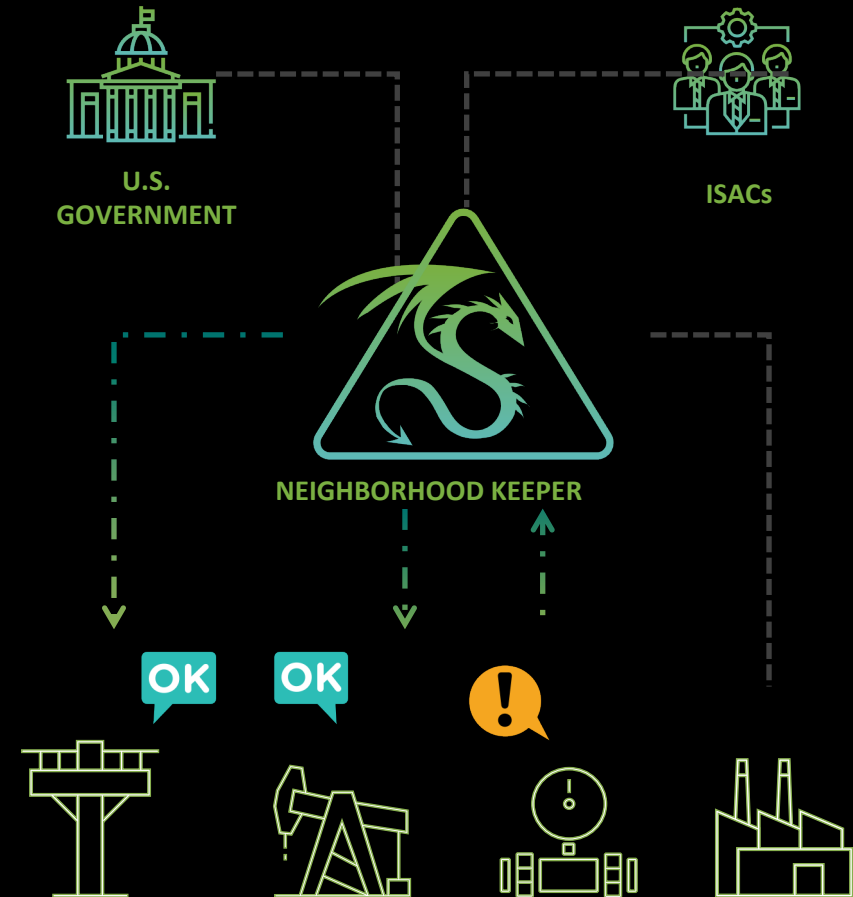 U.S.
GOVERNMENT
ISACs
NEIGHBORHOOD KEEPER
OK
OK
!